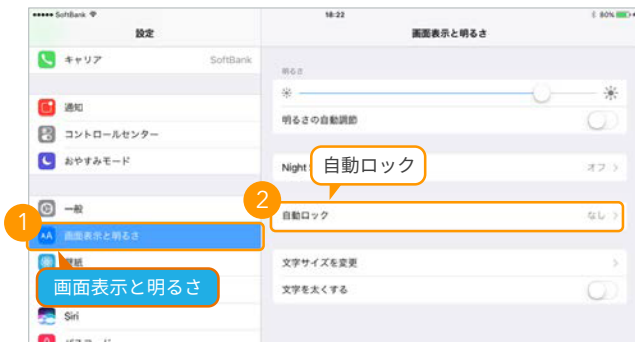 SoftBank 18:22 80%
設定
画面表示と明るさ
キャリア SoftBank
通知
コントロールセンター
おやすみモード
一般
画面表示と明るさ
壁紙
Siri
明るさ
明るさの自動調節
Night オフ
自動ロック なし
文字サイズを変更
文字を太くする
1
画面表示と明るさ
2
自動ロック